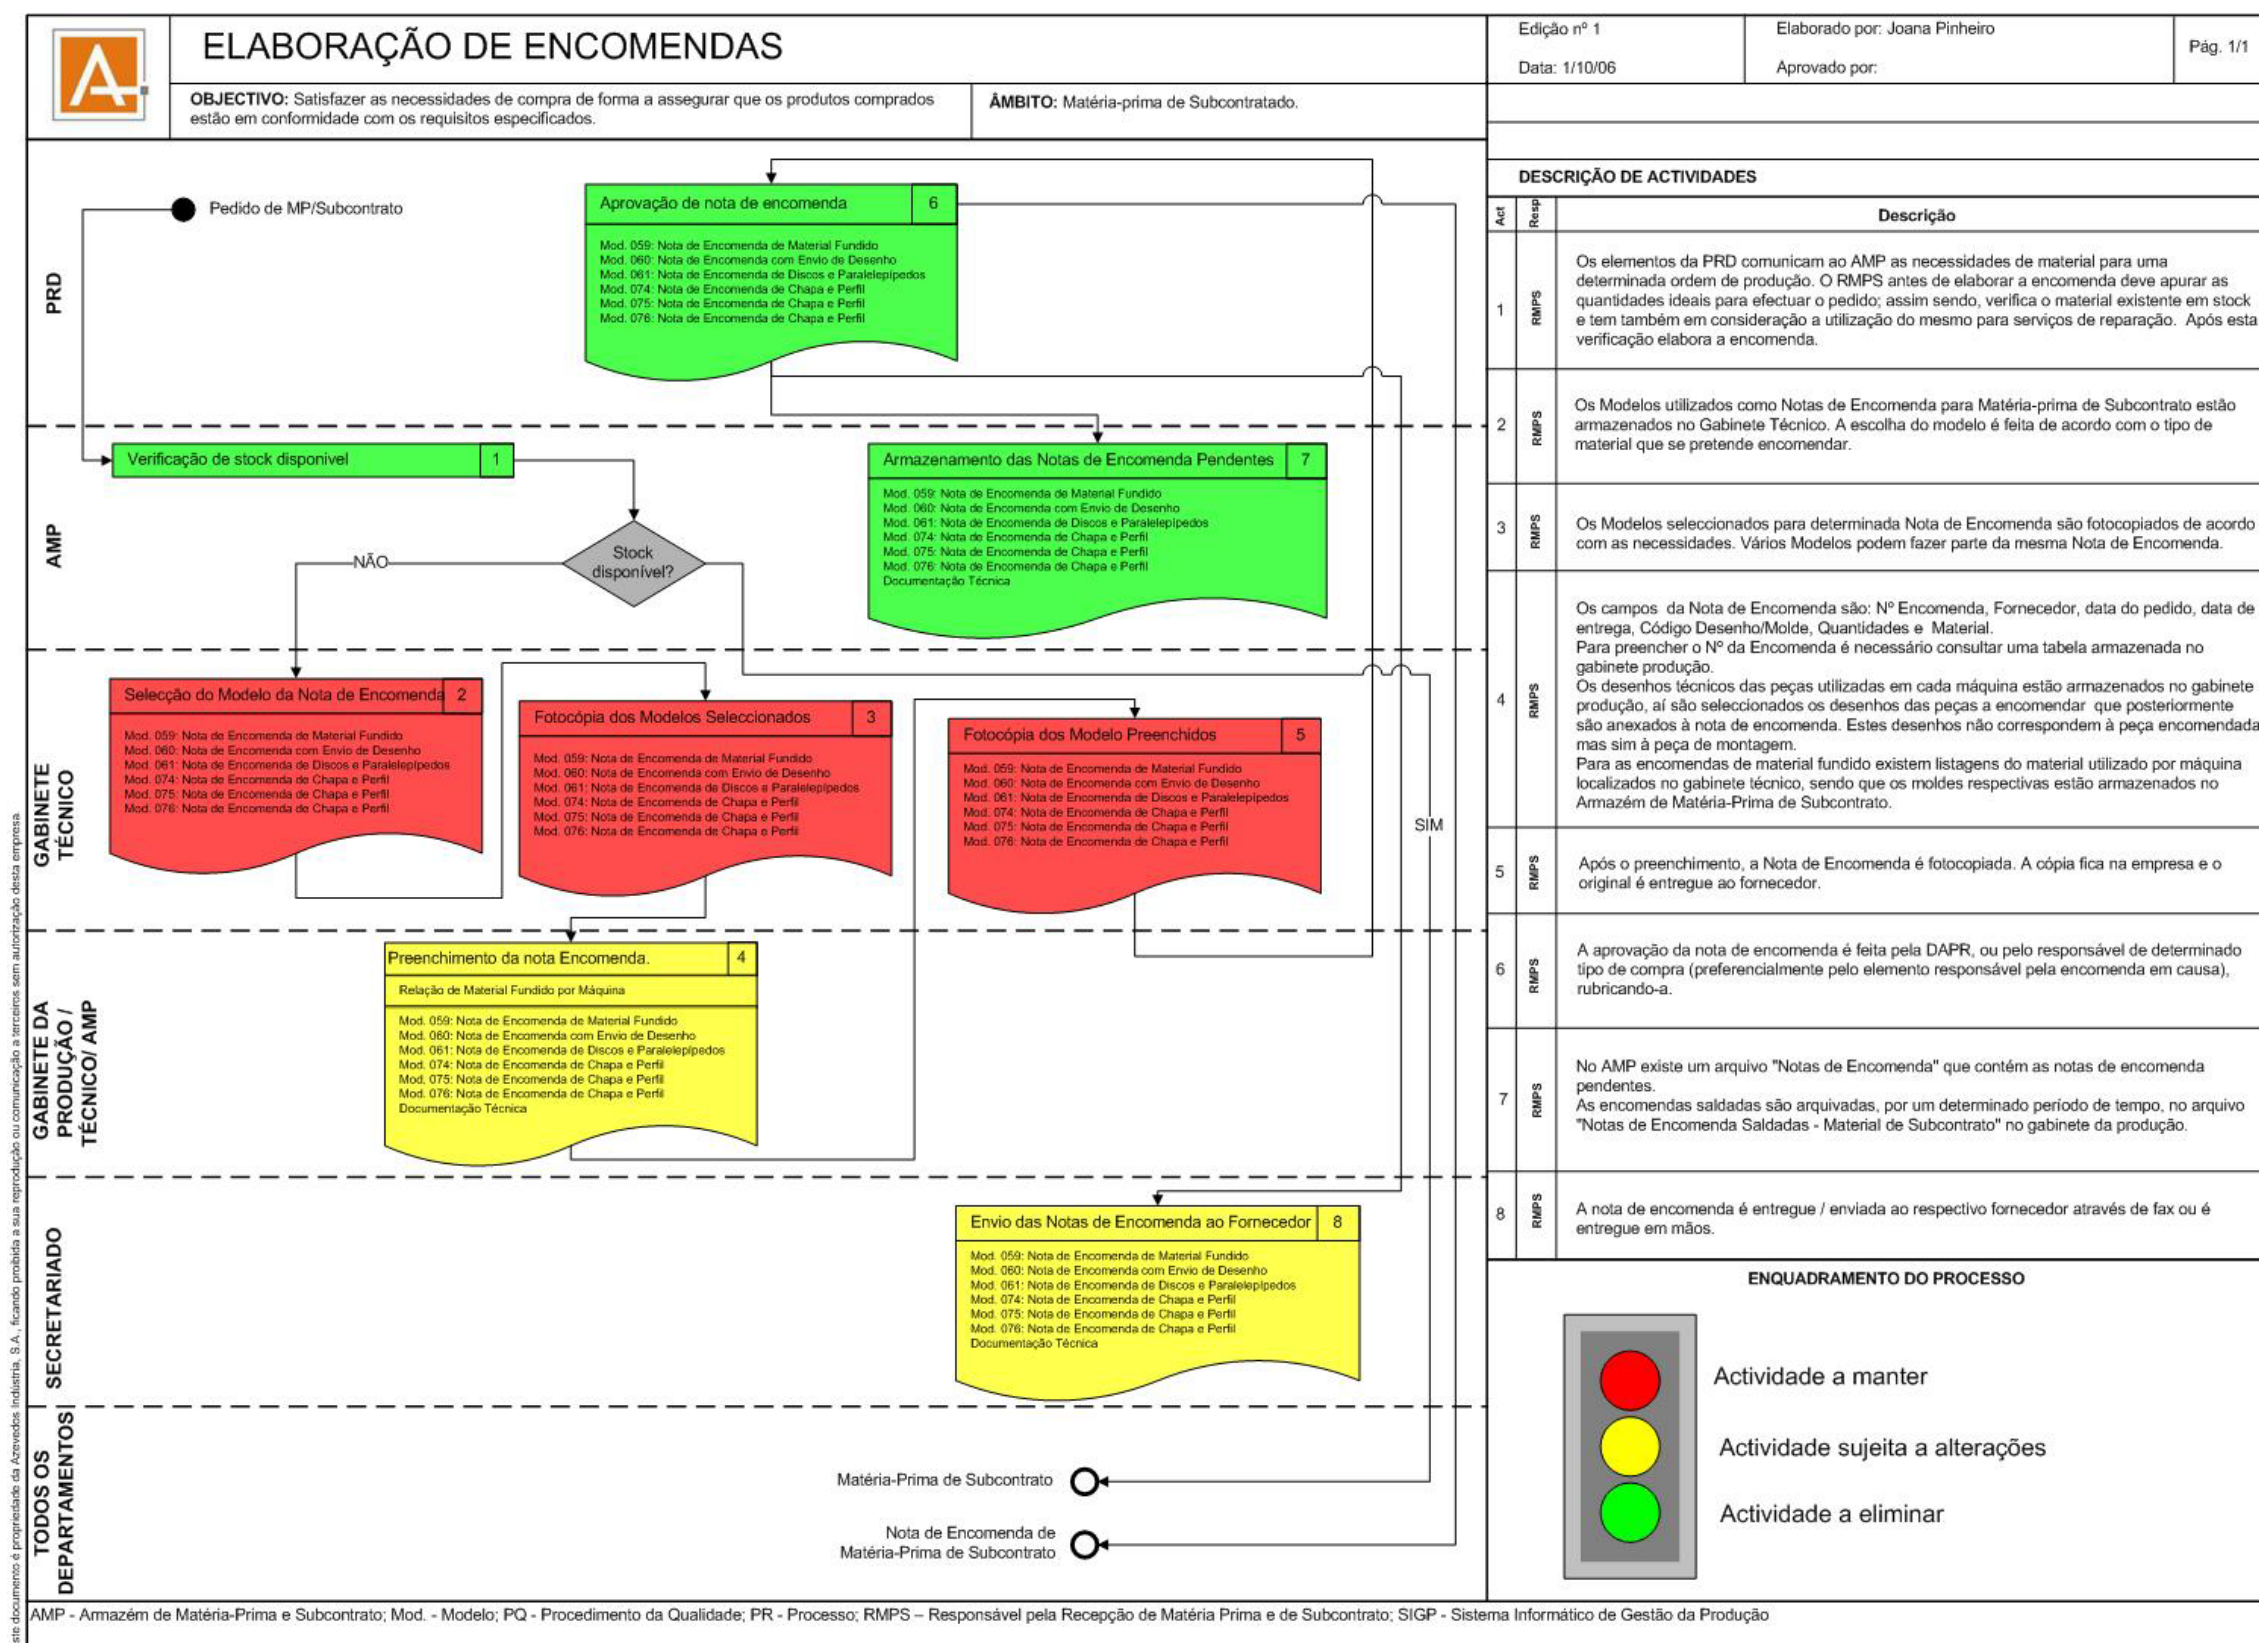 ELABORAÇÃO DE ENCOMENDAS
OBJECTIVO: Satisfazer as necessidades de compra de forma a assegurar que os produtos comprados
estão em conformidade com os requisitos especificados.
ÂMBITO: Matéria-prima de Subcontratado.
Edição nº 1
Data: 1/10/06
Elaborado por: Joana Pinheiro
Aprovado por:
Pág. 1/1
PRD
Pedido de MP/Subcontrato
Aprovação de nota de encomenda 6
Mod. 059: Nota de Encomenda de Material Fundido
Mod. 060: Nota de Encomenda com Envio de Desenho
Mod. 061: Nota de Encomenda de Discos e Paralelepípedos
Mod. 074: Nota de Encomenda de Chapa e Perfil
Mod. 075: Nota de Encomenda de Chapa e Perfil
Mod. 076: Nota de Encomenda de Chapa e Perfil
AMP
Verificação de stock disponivel 1
Stock
disponível?
NÃO
SIM
Armazenamento das Notas de Encomenda Pendentes 7
Mod. 059: Nota de Encomenda de Material Fundido
Mod. 060: Nota de Encomenda com Envio de Desenho
Mod. 061: Nota de Encomenda de Discos e Paralelepípedos
Mod. 074: Nota de Encomenda de Chapa e Perfil
Mod. 075: Nota de Encomenda de Chapa e Perfil
Mod. 076: Nota de Encomenda de Chapa e Perfil
Documentação Técnica
GABINETE
TÉCNICO
Selecção do Modelo da Nota de Encomenda 2
Mod. 059: Nota de Encomenda de Material Fundido
Mod. 060: Nota de Encomenda com Envio de Desenho
Mod. 061: Nota de Encomenda de Discos e Paralelepípedos
Mod. 074: Nota de Encomenda de Chapa e Perfil
Mod. 075: Nota de Encomenda de Chapa e Perfil
Mod. 076: Nota de Encomenda de Chapa e Perfil
Fotocópia dos Modelos Seleccionados 3
Mod. 059: Nota de Encomenda de Material Fundido
Mod. 060: Nota de Encomenda com Envio de Desenho
Mod. 061: Nota de Encomenda de Discos e Paralelepípedos
Mod. 074: Nota de Encomenda de Chapa e Perfil
Mod. 075: Nota de Encomenda de Chapa e Perfil
Mod. 076: Nota de Encomenda de Chapa e Perfil
Fotocópia dos Modelo Preenchidos 5
Mod. 059: Nota de Encomenda de Material Fundido
Mod. 060: Nota de Encomenda com Envio de Desenho
Mod. 061: Nota de Encomenda de Discos e Paralelepípedos
Mod. 074: Nota de Encomenda de Chapa e Perfil
Mod. 075: Nota de Encomenda de Chapa e Perfil
Mod. 076: Nota de Encomenda de Chapa e Perfil
GABINETE DA
PRODUÇÃO /
TÉCNICO/ AMP
Preenchimento da nota Encomenda. 4
Relação de Material Fundido por Máquina
Mod. 059: Nota de Encomenda de Material Fundido
Mod. 060: Nota de Encomenda com Envio de Desenho
Mod. 061: Nota de Encomenda de Discos e Paralelepípedos
Mod. 074: Nota de Encomenda de Chapa e Perfil
Mod. 075: Nota de Encomenda de Chapa e Perfil
Mod. 076: Nota de Encomenda de Chapa e Perfil
Documentação Técnica
SECRETARIADO
Envio das Notas de Encomenda ao Fornecedor 8
Mod. 059: Nota de Encomenda de Material Fundido
Mod. 060: Nota de Encomenda com Envio de Desenho
Mod. 061: Nota de Encomenda de Discos e Paralelepípedos
Mod. 074: Nota de Encomenda de Chapa e Perfil
Mod. 075: Nota de Encomenda de Chapa e Perfil
Mod. 076: Nota de Encomenda de Chapa e Perfil
Documentação Técnica
TODOS OS
DEPARTAMENTOS
Matéria-Prima de Subcontrato
Nota de Encomenda de
Matéria-Prima de Subcontrato
DESCRIÇÃO DE ACTIVIDADES
Act Resp Descrição
1 RMPS
Os elementos da PRD comunicam ao AMP as necessidades de material para uma
determinada ordem de produção. O RMPS antes de elaborar a encomenda deve apurar as
quantidades ideais para efectuar o pedido; assim sendo, verifica o material existente em stock
e tem também em consideração a utilização do mesmo para serviços de reparação. Após esta
verificação elabora a encomenda.
2 RMPS
Os Modelos utilizados como Notas de Encomenda para Matéria-prima de Subcontrato estão
armazenados no Gabinete Técnico. A escolha do modelo é feita de acordo com o tipo de
material que se pretende encomendar.
3 RMPS
Os Modelos seleccionados para determinada Nota de Encomenda são fotocopiados de acordo
com as necessidades. Vários Modelos podem fazer parte da mesma Nota de Encomenda.
4 RMPS
Os campos da Nota de Encomenda são: Nº Encomenda, Fornecedor, data do pedido, data de
entrega, Código Desenho/Molde, Quantidades e Material.
Para preencher o Nº da Encomenda é necessário consultar uma tabela armazenada no
gabinete produção.
Os desenhos técnicos das peças utilizadas em cada máquina estão armazenados no gabinete
produção, aí são seleccionados os desenhos das peças a encomendar que posteriormente
são anexados à nota de encomenda. Estes desenhos não correspondem à peça encomendada
mas sim à peça de montagem.
Para as encomendas de material fundido existem listagens do material utilizado por máquina
localizados no gabinete técnico, sendo que os moldes respectivas estão armazenados no
Armazém de Matéria-Prima de Subcontrato.
5 RMPS
Após o preenchimento, a Nota de Encomenda é fotocopiada. A cópia fica na empresa e o
original é entregue ao fornecedor.
6 RMPS
A aprovação da nota de encomenda é feita pela DAPR, ou pelo responsável de determinado
tipo de compra (preferencialmente pelo elemento responsável pela encomenda em causa),
rubricando-a.
7 RMPS
No AMP existe um arquivo "Notas de Encomenda" que contém as notas de encomenda
pendentes.
As encomendas saldadas são arquivadas, por um determinado período de tempo, no arquivo
"Notas de Encomenda Saldadas - Material de Subcontrato" no gabinete da produção.
8 RMPS
A nota de encomenda é entregue / enviada ao respectivo fornecedor através de fax ou é
entregue em mãos.
ENQUADRAMENTO DO PROCESSO
Actividade a manter
Actividade sujeita a alterações
Actividade a eliminar
ste documento é propriedade da Azevedos Indústria, S.A., ficando proibida a sua reprodução ou comunicação a terceiros sem autorização desta empresa
AMP - Armazém de Matéria-Prima e Subcontrato; Mod. - Modelo; PQ - Procedimento da Qualidade; PR - Processo; RMPS – Responsável pela Recepção de Matéria Prima e de Subcontrato; SIGP - Sistema Informático de Gestão da Produção